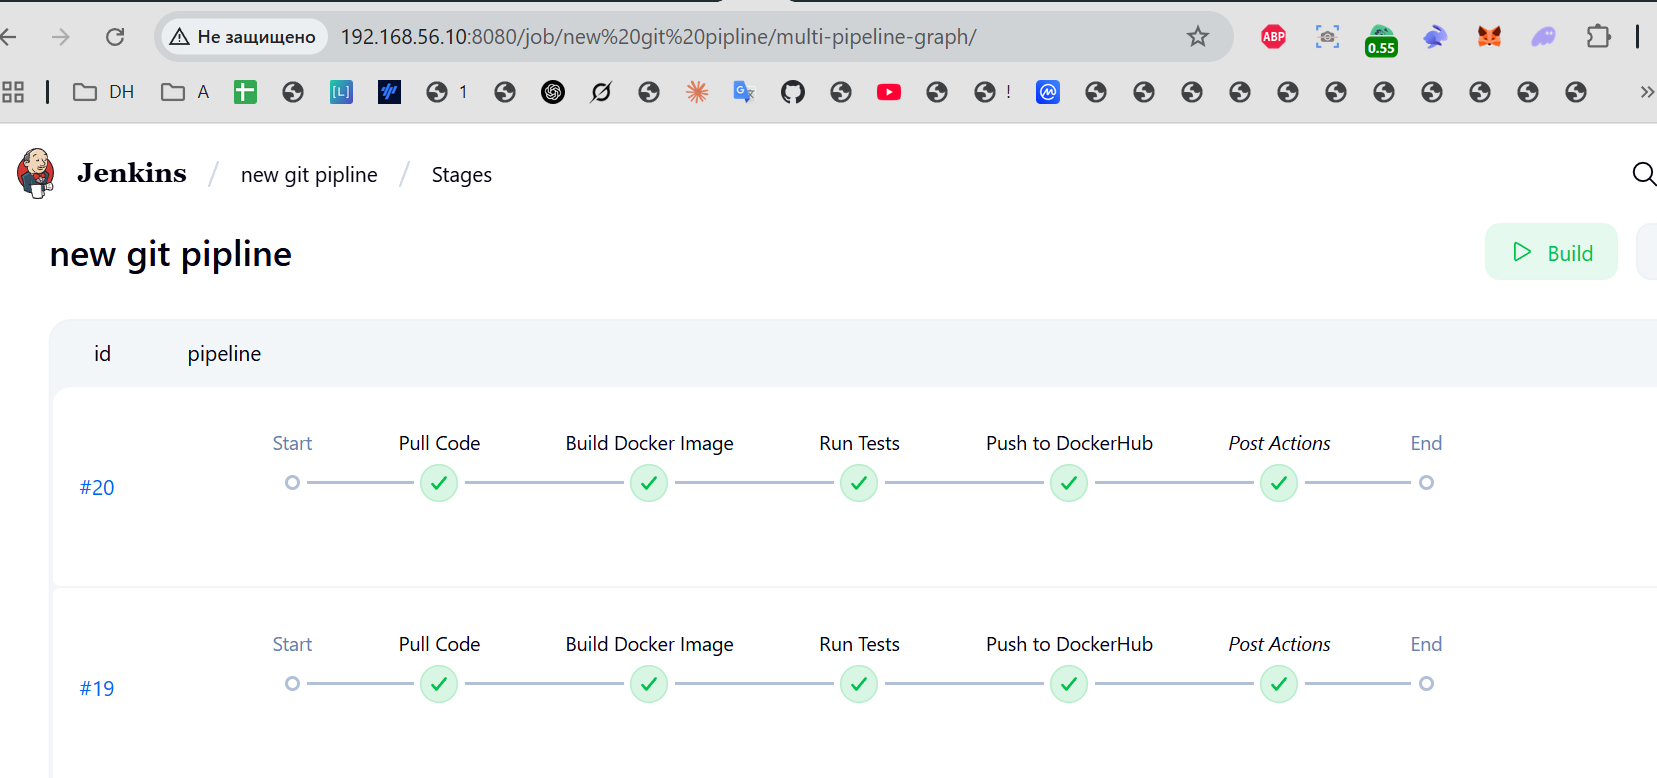 Не защищено 192.168.56.10:8080/job/new%20git%20pipline/multi-pipeline-graph/ ABP 0.55
DH A [L] 1 !
Jenkins / new git pipline / Stages
new git pipline
Build
id pipeline
Start Pull Code Build Docker Image Run Tests Push to DockerHub Post Actions End
#20
Start Pull Code Build Docker Image Run Tests Push to DockerHub Post Actions End
#19